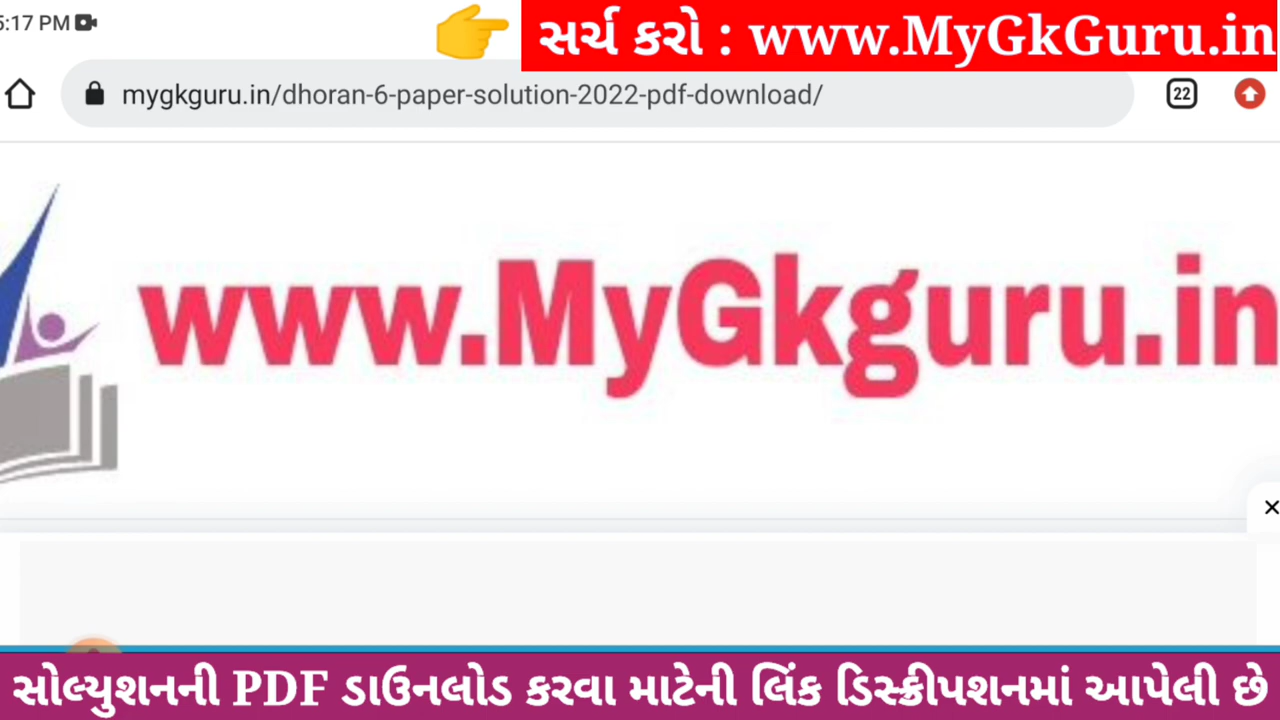 5:17 PM
સર્ચ કરો : www.MyGkGuru.in
mygkguru.in/dhoran-6-paper-solution-2022-pdf-download/
22
www.MyGkguru.in
સોલ્યુશનની PDF ડાઉનલોડ કરવા માટેની લિંક ડિસ્ક્રીપશનમાં આપેલી છે